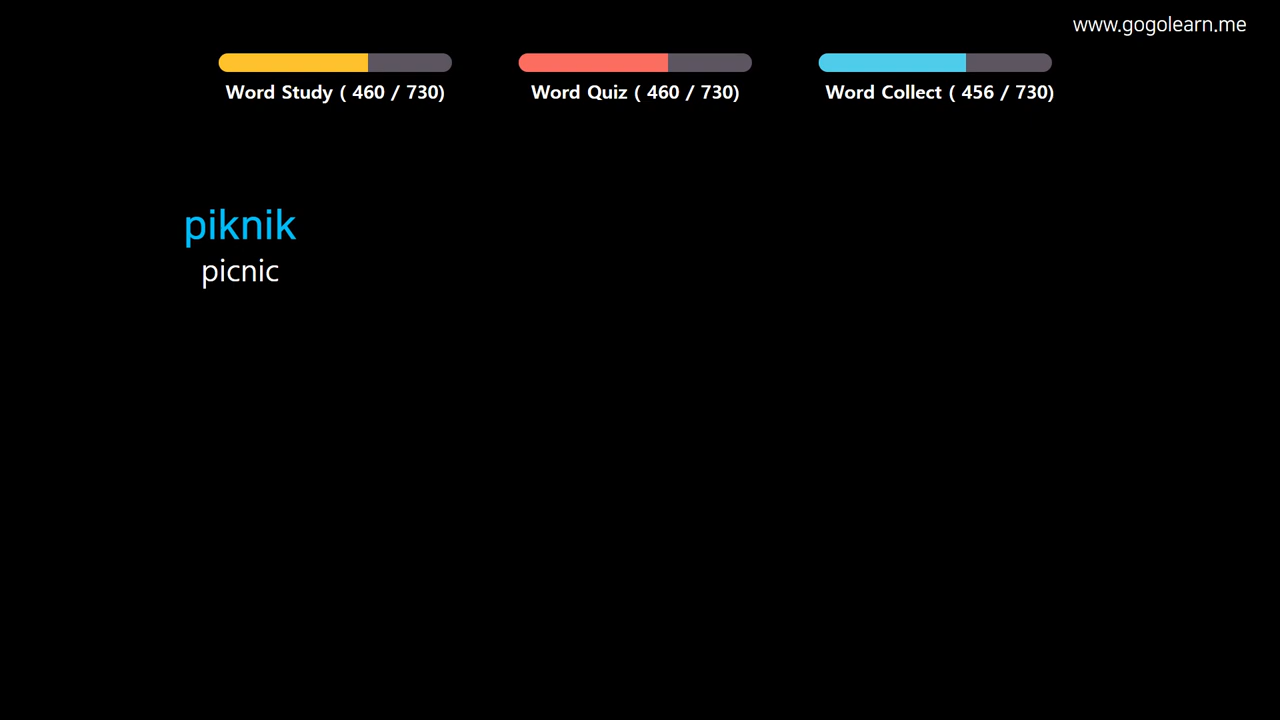 www.gogolearn.me
Word Study ( 460 / 730)
Word Quiz ( 460 / 730)
Word Collect ( 456 / 730)
piknik
picnic